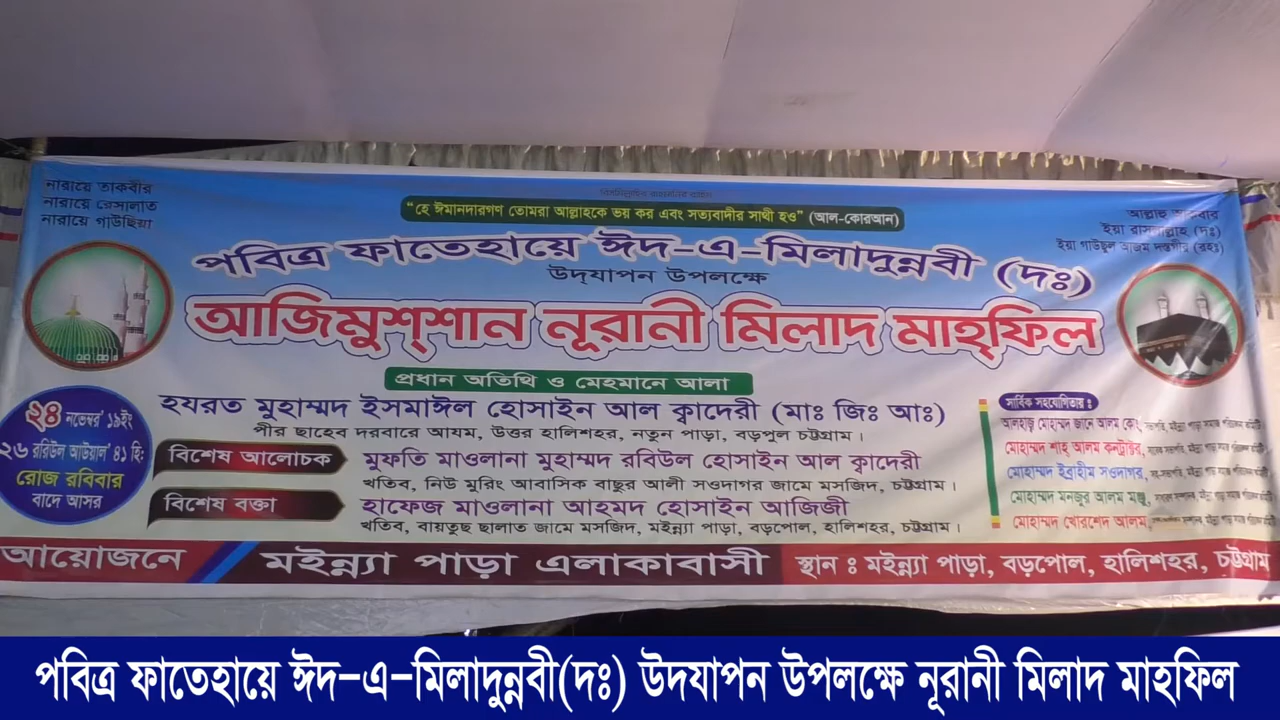 নারায়ে তাকবীর
নারায়ে রেসালাত
নারায়ে গাউছিয়া
"হে ঈমানদারগণ তোমরা আল্লাহকে ভয় কর এবং সত্যবাদীর সাথী হও" (আল-কোরআন)
আল্লাহু আকবার
ইয়া রাসুলাল্লাহ (দঃ)
ইয়া গাউছুল আজম দস্তগীর (রহঃ)
পবিত্র ফাতেহায়ে ঈদ-এ-মিলাদুন্নবী (দঃ)
উদ্‌যাপন উপলক্ষে
আজিমুশ্‌শান নূরানী মিলাদ মাহ্‌ফিল
প্রধান অতিথি ও মেহমানে আলা
হযরত মুহাম্মদ ইসমাঈল হোসাইন আল ক্বাদেরী (মাঃ জিঃ আঃ)
পীর ছাহেব দরবারে আযম, উত্তর হালিশহর, নতুন পাড়া, বড়পুল চট্টগ্রাম।
২৪ নভেম্বর' ১৯ইং
২৬ রবিউল আউয়াল' ৪১ হি:
রোজ রবিবার
বাদে আসর
বিশেষ আলোচক
মুফতি মাওলানা মুহাম্মদ রবিউল হোসাইন আল ক্বাদেরী
খতিব, নিউ মুরিং আবাসিক বাছুর আলী সওদাগর জামে মসজিদ, চট্টগ্রাম।
বিশেষ বক্তা
হাফেজ মাওলানা আহমদ হোসাইন আজিজী
খতিব, বায়তুছ ছালাত জামে মসজিদ, মইন্ন্যা পাড়া, বড়পোল, হালিশহর, চট্টগ্রাম।
সার্বিক সহযোগিতায় :
আলহাজ্ব মোহাম্মদ জানে আলম কোং
মোহাম্মদ শাহ্ আলম কন্ট্রাক্টর,
মোহাম্মদ ইব্রাহীম সওদাগর,
মোহাম্মদ মনজুর আলম মঞ্জু,
মোহাম্মদ খোরশেদ আলম,
আয়োজনে মইন্ন্যা পাড়া এলাকাবাসী স্থান : মইন্ন্যা পাড়া, বড়পোল, হালিশহর, চট্টগ্রাম
পবিত্র ফাতেহায়ে ঈদ-এ-মিলাদুন্নবী(দঃ) উদযাপন উপলক্ষে নূরানী মিলাদ মাহফিল